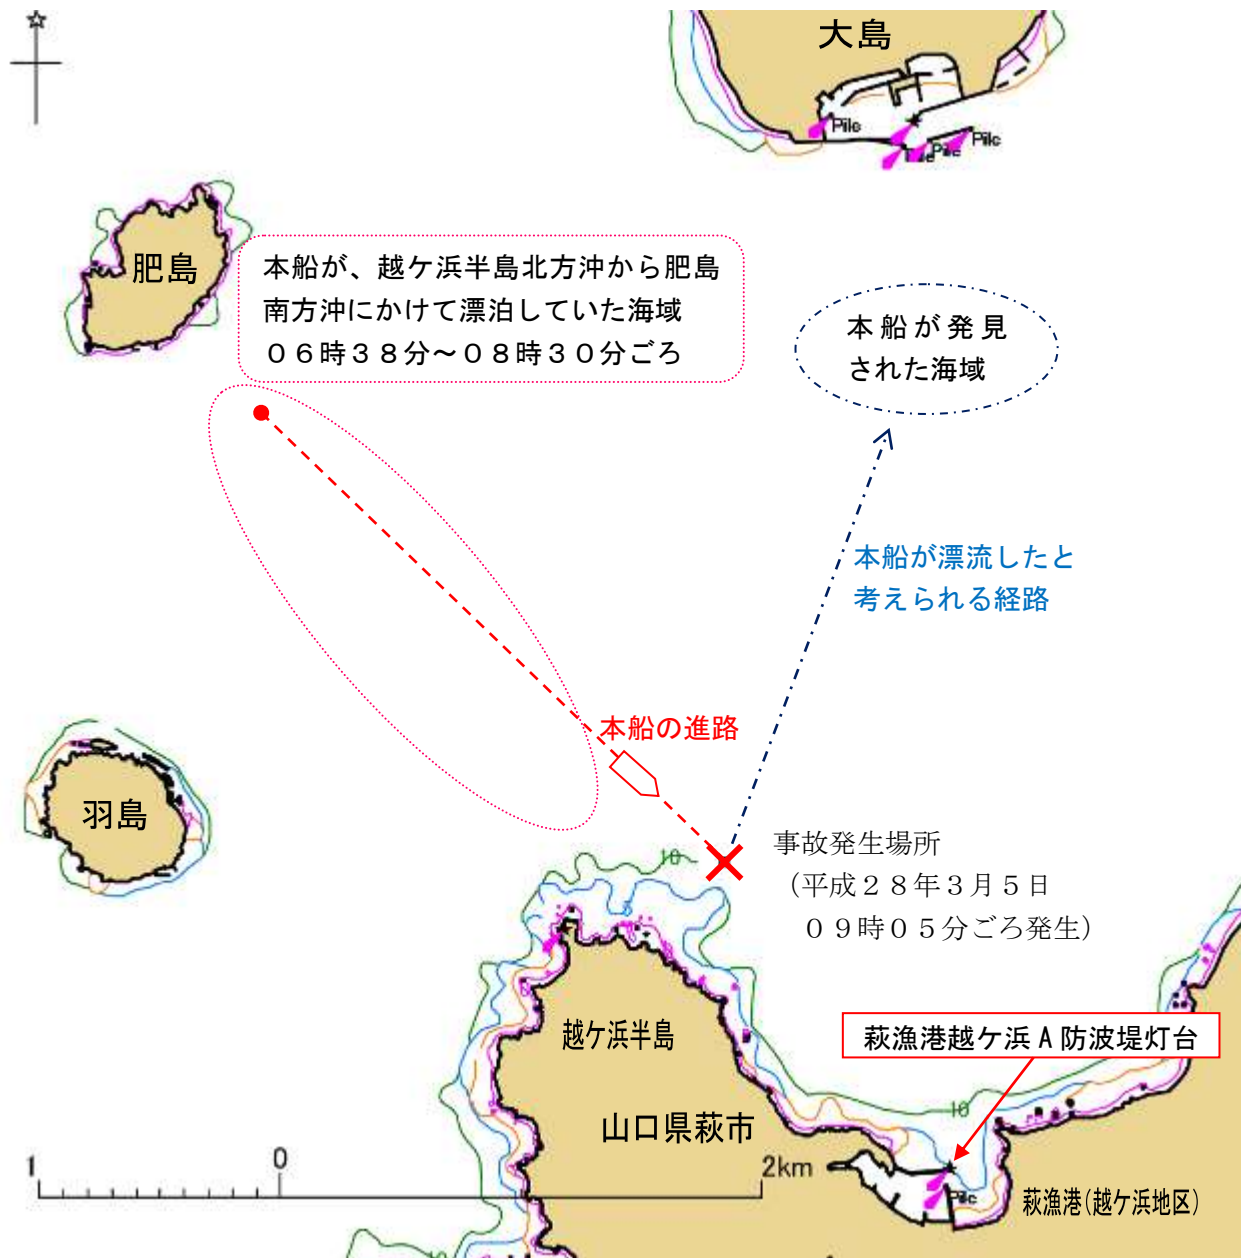 大島
Pile
Pile
Pile
Pile
肥島
本船が、越ケ浜半島北方沖から肥島
南方沖にかけて漂泊していた海域
０６時３８分～０８時３０分ごろ
本船が発見
された海域
本船が漂流したと
考えられる経路
本船の進路
羽島
10
事故発生場所
（平成２８年３月５日
０９時０５分ごろ発生）
越ケ浜半島
萩漁港越ケ浜Ａ防波堤灯台
10
山口県萩市
1
0
2km
Pile
萩漁港(越ケ浜地区)
10